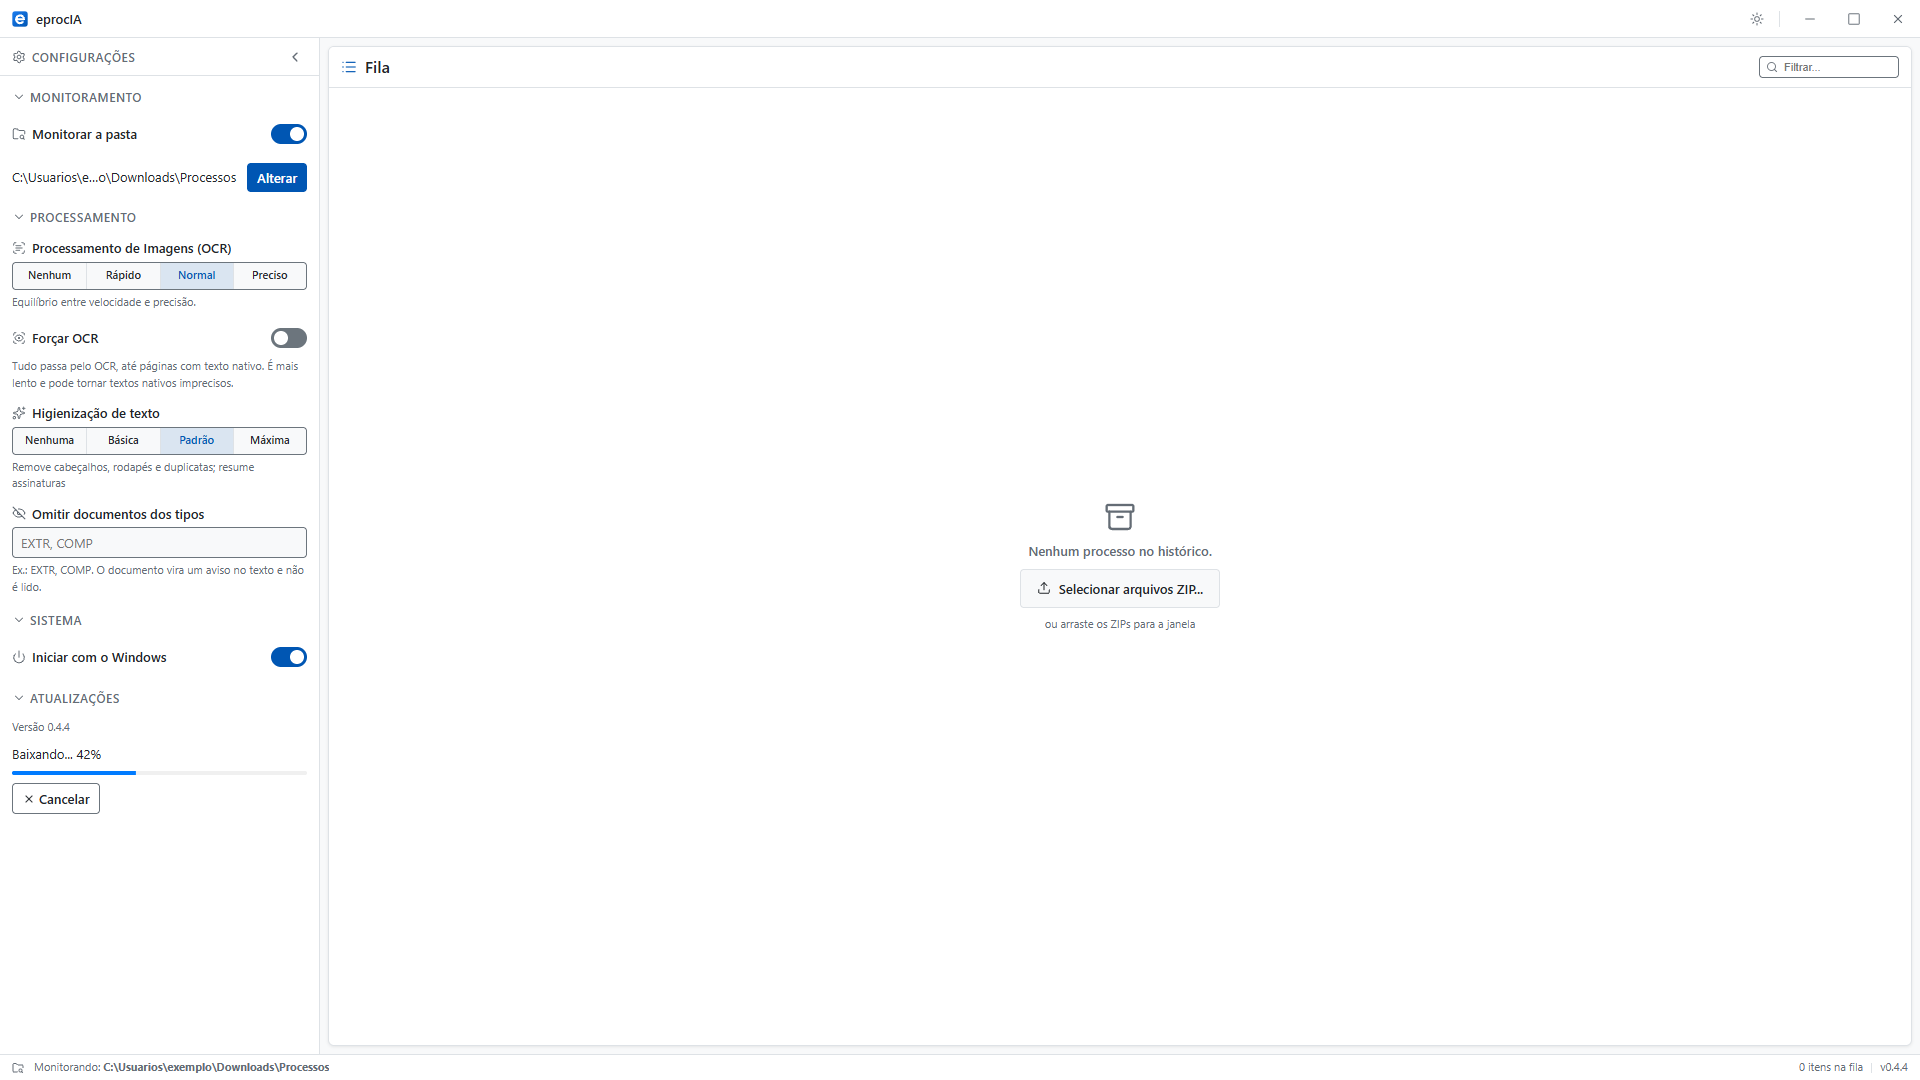 eprocIA
CONFIGURAÇÕES
MONITORAMENTO
Monitorar a pasta
C:\Usuarios\e...o\Downloads\Processos
Alterar
PROCESSAMENTO
Processamento de Imagens (OCR)
Nenhum
Rápido
Normal
Preciso
Equilíbrio entre velocidade e precisão.
Forçar OCR
Tudo passa pelo OCR, até páginas com texto nativo. É mais
lento e pode tornar textos nativos imprecisos.
Higienização de texto
Nenhuma
Básica
Padrão
Máxima
Remove cabeçalhos, rodapés e duplicatas; resume
assinaturas
Omitir documentos dos tipos
EXTR, COMP
Ex.: EXTR, COMP. O documento vira um aviso no texto e não
é lido.
SISTEMA
Iniciar com o Windows
ATUALIZAÇÕES
Versão 0.4.4
Baixando... 42%
Cancelar
Fila
Filtrar...
Nenhum processo no histórico.
Selecionar arquivos ZIP...
ou arraste os ZIPs para a janela
Monitorando: C:\Usuarios\exemplo\Downloads\Processos
0 itens na fila
v0.4.4